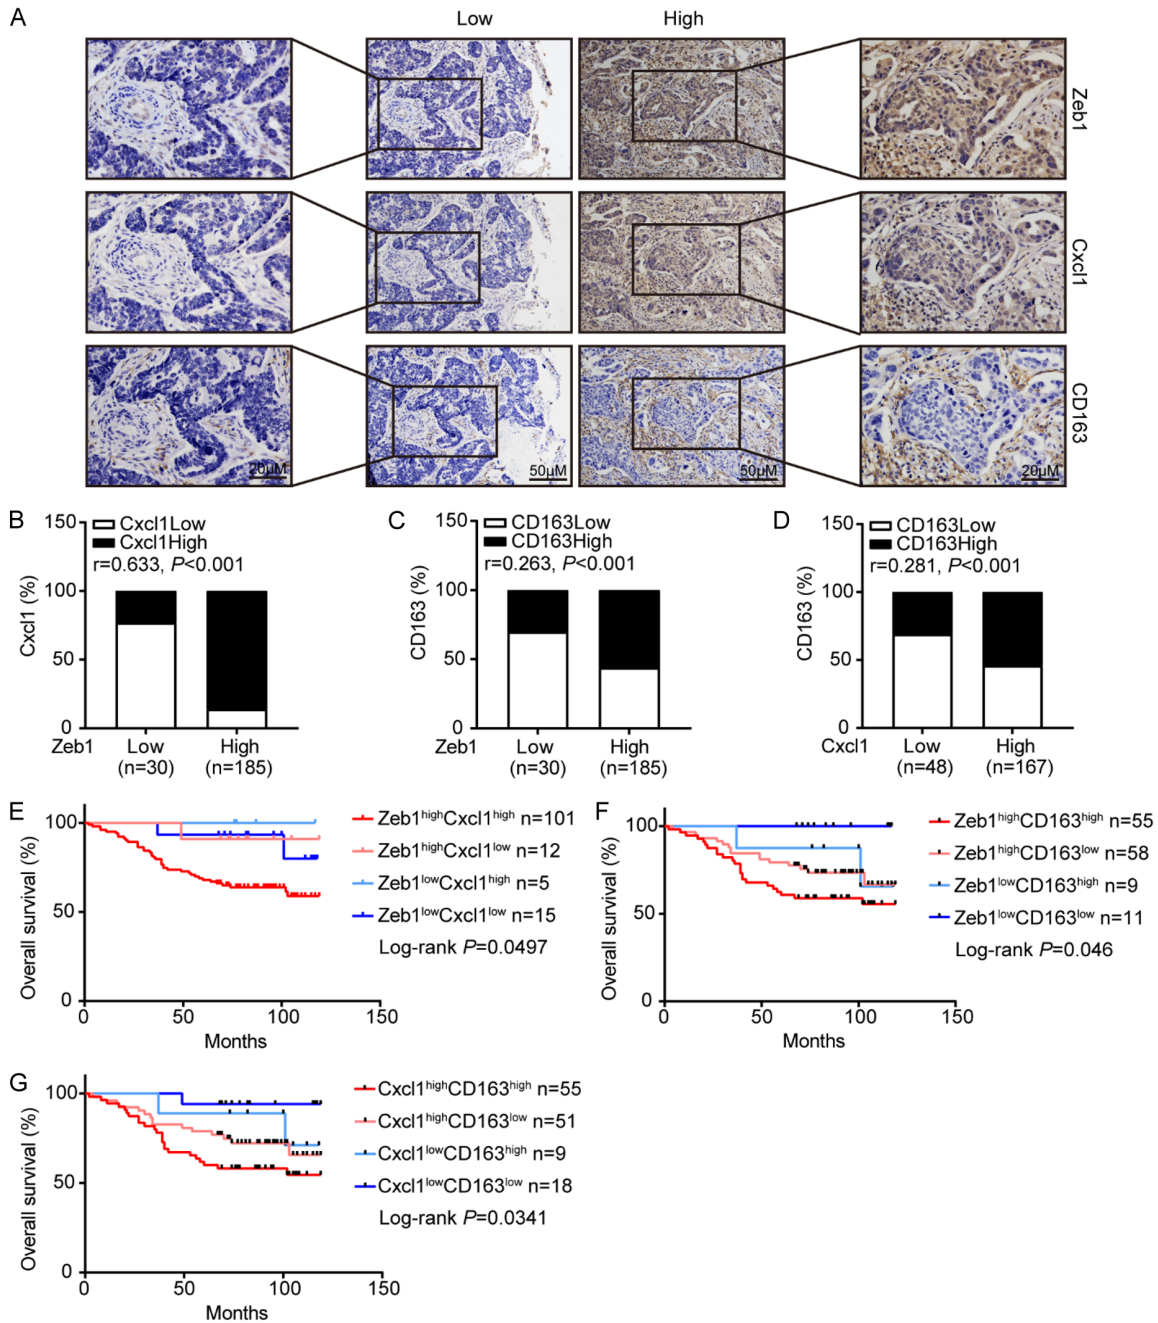 A
Low
High
Zeb1
Cxcl1
CD163
20μM
50μM
50μM
20μM
B
150
100
50
0
Cxcl1 (%)
Cxcl1Low
Cxcl1High
r=0.633, P<0.001
Zeb1
Low
(n=30)
High
(n=185)
C
150
100
50
0
CD163 (%)
CD163Low
CD163High
r=0.263, P<0.001
Zeb1
Low
(n=30)
High
(n=185)
D
150
100
50
0
CD163 (%)
CD163Low
CD163High
r=0.281, P<0.001
Cxcl1
Low
(n=48)
High
(n=167)
E
100
50
0
Overall survival (%)
0
50
100
150
Months
Zeb1highCxcl1high n=101
Zeb1highCxcl1low n=12
Zeb1lowCxcl1high n=5
Zeb1lowCxcl1low n=15
Log-rank P=0.0497
F
100
50
0
Overall survival (%)
0
50
100
150
Months
Zeb1highCD163high n=55
Zeb1highCD163low n=58
Zeb1lowCD163high n=9
Zeb1lowCD163low n=11
Log-rank P=0.046
G
100
50
0
Overall survival (%)
0
50
100
150
Months
Cxcl1highCD163high n=55
Cxcl1highCD163low n=51
Cxcl1lowCD163high n=9
Cxcl1lowCD163low n=18
Log-rank P=0.0341